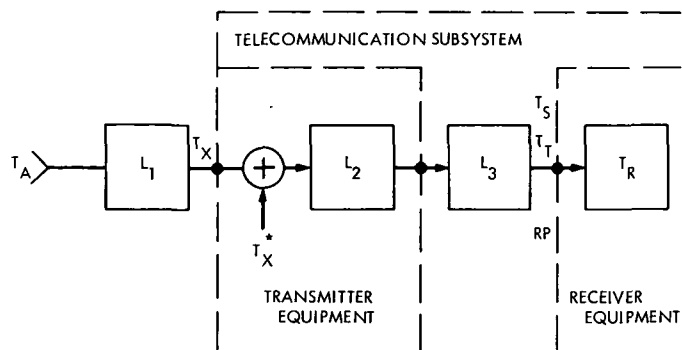 TELECOMMUNICATION SUBSYSTEM
T_S
T_A
L_1
T_X
+
L_2
L_3
T_T
T_R
T_X^*
RP
TRANSMITTER
EQUIPMENT
RECEIVER
EQUIPMENT